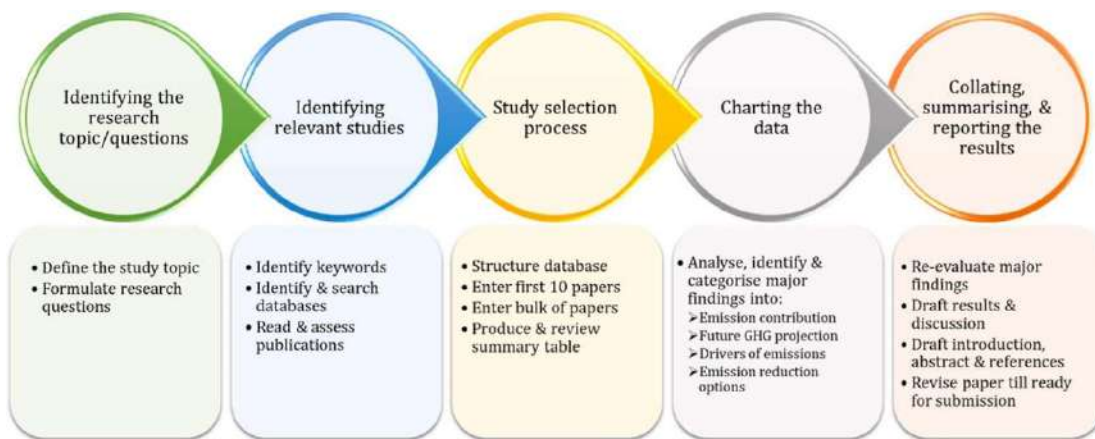 Identifying the
research
topic/questions
Identifying
relevant studies
Study selection
process
Charting the
data
Collating,
summarising, &
reporting the
results
• Define the study topic
• Formulate research
questions
• Identify keywords
• Identify & search
databases
• Read & assess
publications
• Structure database
• Enter first 10 papers
• Enter bulk of papers
• Produce & review
summary table
• Analyse, identify &
categorise major
findings into:
➢Emission contribution
➢Future GHG projection
➢Drivers of emissions
➢Emission reduction
options
• Re-evaluate major
findings
• Draft results &
discussion
• Draft introduction,
abstract & references
• Revise paper till ready
for submission